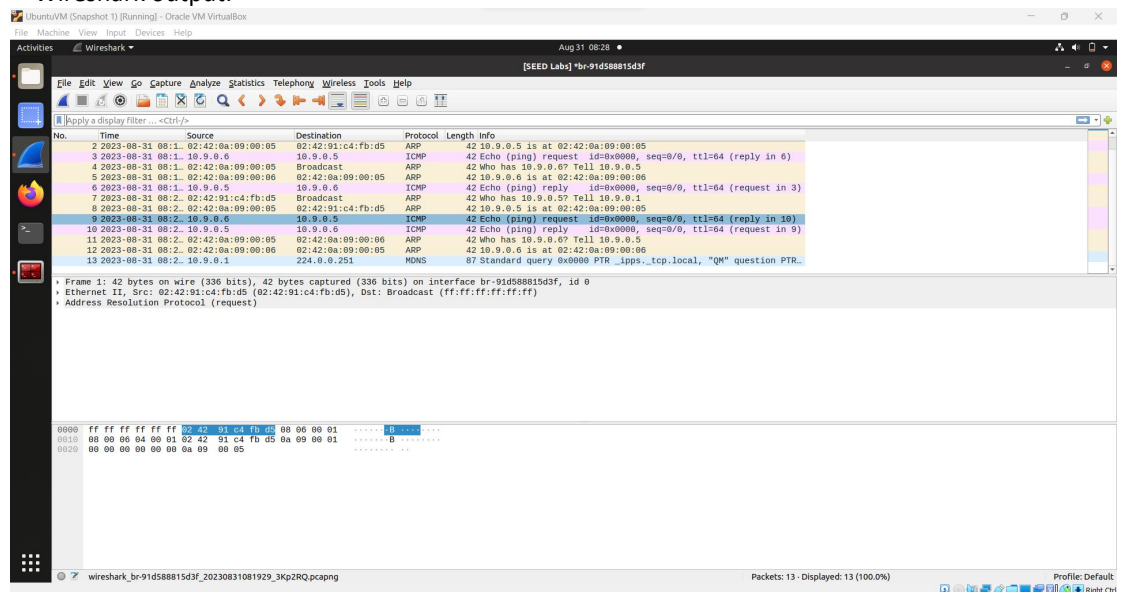 UbuntuVM (Snapshot 1) [Running] - Oracle VM VirtualBox
File Machine View Input Devices Help
Activities Wireshark Aug 31 08:28
[SEED Labs] *br-91d588815d3f
File Edit View Go Capture Analyze Statistics Telephony Wireless Tools Help
Apply a display filter ... <Ctrl-/>
No. Time Source Destination Protocol Length Info
2 2023-08-31 08:1… 02:42:0a:09:00:05 02:42:91:c4:fb:d5 ARP 42 10.9.0.5 is at 02:42:0a:09:00:05
3 2023-08-31 08:1… 10.9.0.6 10.9.0.5 ICMP 42 Echo (ping) request id=0x0000, seq=0/0, ttl=64 (reply in 6)
4 2023-08-31 08:1… 02:42:0a:09:00:05 Broadcast ARP 42 Who has 10.9.0.6? Tell 10.9.0.5
5 2023-08-31 08:1… 02:42:0a:09:00:06 02:42:0a:09:00:05 ARP 42 10.9.0.6 is at 02:42:0a:09:00:06
6 2023-08-31 08:1… 10.9.0.5 10.9.0.6 ICMP 42 Echo (ping) reply id=0x0000, seq=0/0, ttl=64 (request in 3)
7 2023-08-31 08:2… 02:42:91:c4:fb:d5 Broadcast ARP 42 Who has 10.9.0.5? Tell 10.9.0.1
8 2023-08-31 08:2… 02:42:0a:09:00:05 02:42:91:c4:fb:d5 ARP 42 10.9.0.5 is at 02:42:0a:09:00:05
9 2023-08-31 08:2… 10.9.0.6 10.9.0.5 ICMP 42 Echo (ping) request id=0x0000, seq=0/0, ttl=64 (reply in 10)
10 2023-08-31 08:2… 10.9.0.5 10.9.0.6 ICMP 42 Echo (ping) reply id=0x0000, seq=0/0, ttl=64 (request in 9)
11 2023-08-31 08:2… 02:42:0a:09:00:05 02:42:0a:09:00:06 ARP 42 Who has 10.9.0.6? Tell 10.9.0.5
12 2023-08-31 08:2… 02:42:0a:09:00:06 02:42:0a:09:00:05 ARP 42 10.9.0.6 is at 02:42:0a:09:00:06
13 2023-08-31 08:2… 10.9.0.1 224.0.0.251 MDNS 87 Standard query 0x0000 PTR _ipps._tcp.local, "QM" question PTR…
Frame 1: 42 bytes on wire (336 bits), 42 bytes captured (336 bits) on interface br-91d588815d3f, id 0
Ethernet II, Src: 02:42:91:c4:fb:d5 (02:42:91:c4:fb:d5), Dst: Broadcast (ff:ff:ff:ff:ff:ff)
Address Resolution Protocol (request)
0000 ff ff ff ff ff ff 02 42 91 c4 fb d5 08 06 00 01 ·······B ········
0010 08 00 06 04 00 01 02 42 91 c4 fb d5 0a 09 00 01 ·······B ········
0020 00 00 00 00 00 00 0a 09 00 05 ········ ··
wireshark_br-91d588815d3f_20230831081929_3Kp2RQ.pcapng Packets: 13 · Displayed: 13 (100.0%) Profile: Default
Right Ctrl